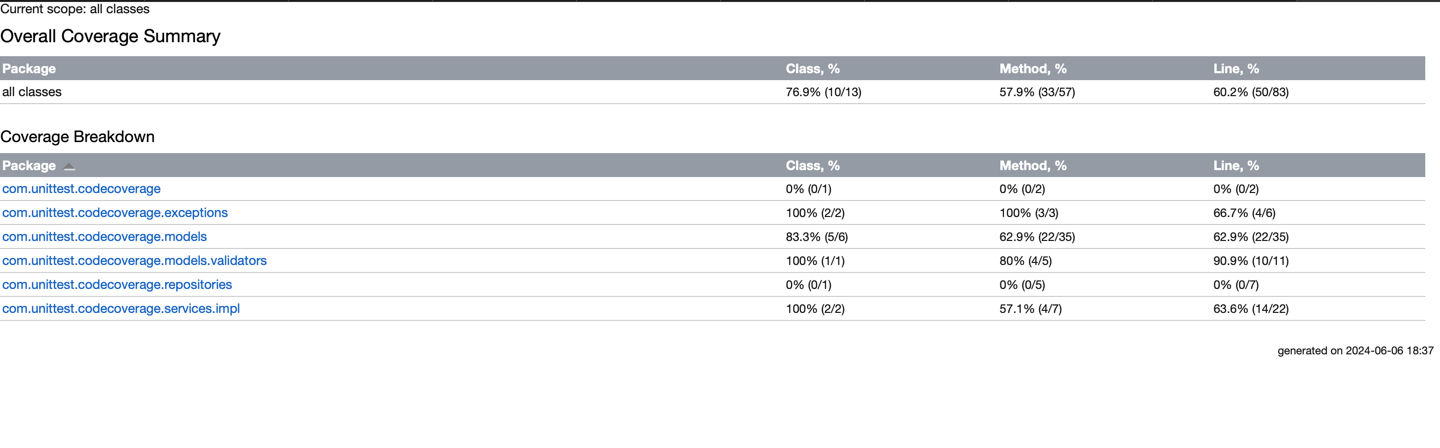 Current scope: all classes
Overall Coverage Summary
Package Class, % Method, % Line, %
all classes 76.9% (10/13) 57.9% (33/57) 60.2% (50/83)
Coverage Breakdown
Package Class, % Method, % Line, %
com.unittest.codecoverage 0% (0/1) 0% (0/2) 0% (0/2)
com.unittest.codecoverage.exceptions 100% (2/2) 100% (3/3) 66.7% (4/6)
com.unittest.codecoverage.models 83.3% (5/6) 62.9% (22/35) 62.9% (22/35)
com.unittest.codecoverage.models.validators 100% (1/1) 80% (4/5) 90.9% (10/11)
com.unittest.codecoverage.repositories 0% (0/1) 0% (0/5) 0% (0/7)
com.unittest.codecoverage.services.impl 100% (2/2) 57.1% (4/7) 63.6% (14/22)
generated on 2024-06-06 18:37